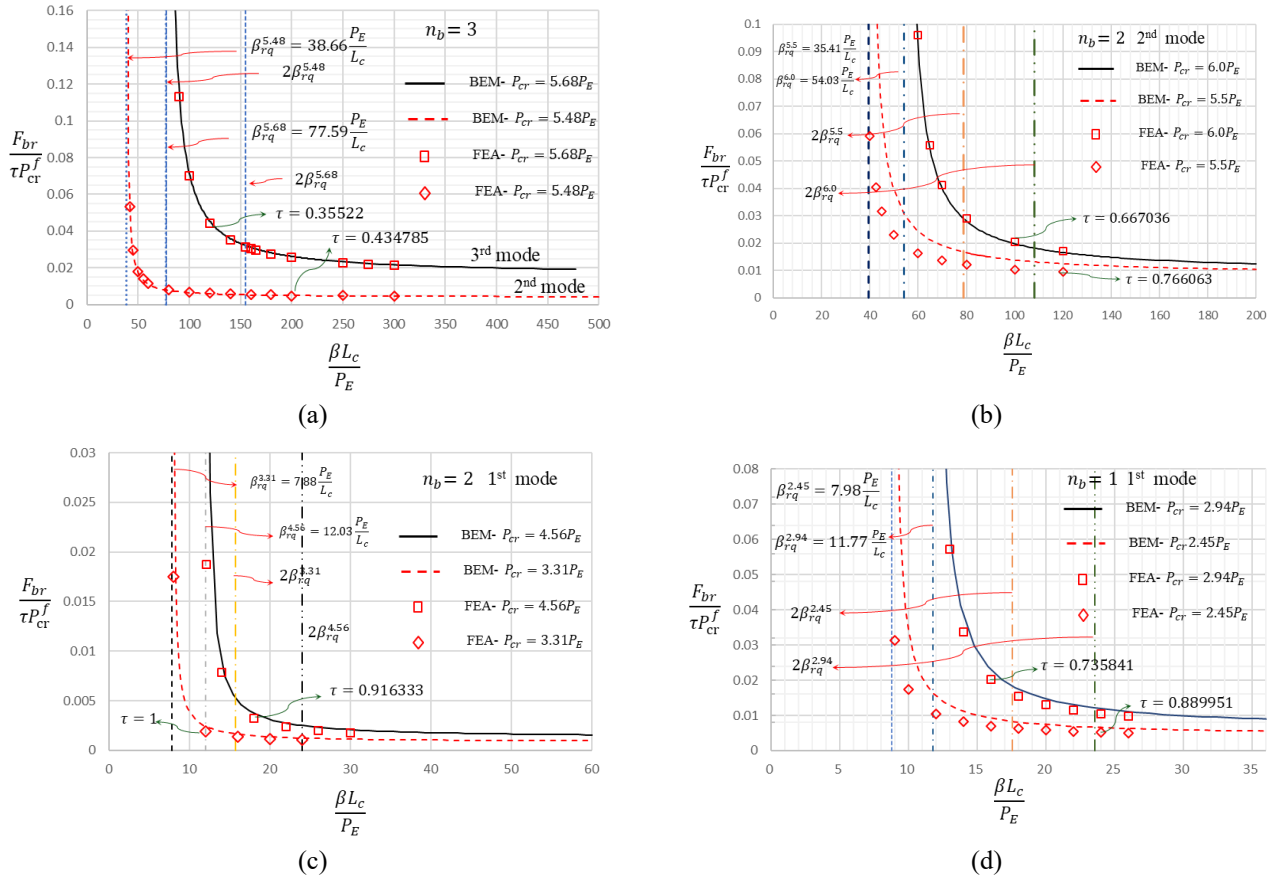 (a)
F_br / τP_cr^f
0.16
0.14
0.12
0.1
0.08
0.06
0.04
0.02
0
0 50 100 150 200 250 300 350 400 450 500
βL_c / P_E
β_rq^5.48 = 38.66 P_E / L_c
2β_rq^5.48
β_rq^5.68 = 77.59 P_E / L_c
2β_rq^5.68
n_b = 3
BEM- P_cr = 5.68P_E
BEM- P_cr = 5.48P_E
FEA- P_cr = 5.68P_E
FEA- P_cr = 5.48P_E
τ = 0.35522
τ = 0.434785
3rd mode
2nd mode
(a)
(b)
F_br / τP_cr^f
0.1
0.09
0.08
0.07
0.06
0.05
0.04
0.03
0.02
0.01
0
0 20 40 60 80 100 120 140 160 180 200
βL_c / P_E
β_rq^5.5 = 35.41 P_E / L_c
β_rq^6.0 = 54.03 P_E / L_c
2β_rq^5.5
2β_rq^6.0
n_b = 2 2nd mode
BEM- P_cr = 6.0P_E
BEM- P_cr = 5.5P_E
FEA- P_cr = 6.0P_E
FEA- P_cr = 5.5P_E
τ = 0.667036
τ = 0.766063
(b)
(c)
F_br / τP_cr^f
0.03
0.025
0.02
0.015
0.01
0.005
0
0 10 20 30 40 50 60
βL_c / P_E
β_rq^3.31 = 7.88 P_E / L_c
β_rq^4.56 = 12.03 P_E / L_c
2β_rq^3.31
2β_rq^4.56
n_b = 2 1st mode
BEM- P_cr = 4.56P_E
BEM- P_cr = 3.31P_E
FEA- P_cr = 4.56P_E
FEA- P_cr = 3.31P_E
τ = 0.916333
τ = 1
(c)
(d)
F_br / τP_cr^f
0.08
0.07
0.06
0.05
0.04
0.03
0.02
0.01
0
0 5 10 15 20 25 30 35
βL_c / P_E
β_rq^2.45 = 7.98 P_E / L_c
β_rq^2.94 = 11.77 P_E / L_c
2β_rq^2.45
2β_rq^2.94
n_b = 1 1st mode
BEM- P_cr = 2.94P_E
BEM- P_cr 2.45P_E
FEA- P_cr = 2.94P_E
FEA- P_cr = 2.45P_E
τ = 0.735841
τ = 0.889951
(d)